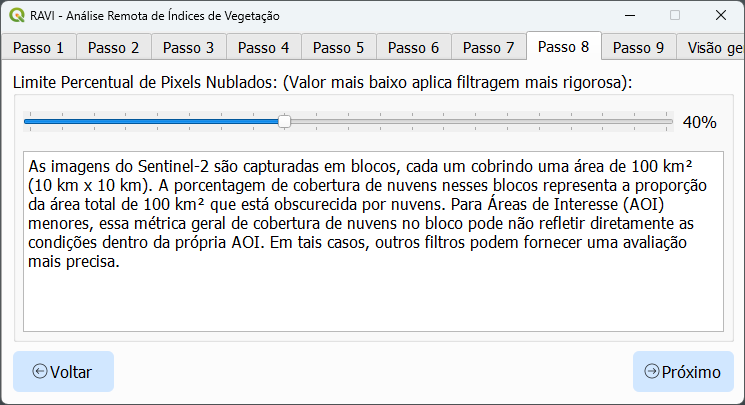 RAVI - Análise Remota de Índices de Vegetação
Passo 1 Passo 2 Passo 3 Passo 4 Passo 5 Passo 6 Passo 7 Passo 8 Passo 9 Visão ge
Limite Percentual de Pixels Nublados: (Valor mais baixo aplica filtragem mais rigorosa):
40%
As imagens do Sentinel-2 são capturadas em blocos, cada um cobrindo uma área de 100 km²
(10 km x 10 km). A porcentagem de cobertura de nuvens nesses blocos representa a proporção
da área total de 100 km² que está obscurecida por nuvens. Para Áreas de Interesse (AOI)
menores, essa métrica geral de cobertura de nuvens no bloco pode não refletir diretamente as
condições dentro da própria AOI. Em tais casos, outros filtros podem fornecer uma avaliação
mais precisa.
Voltar Próximo